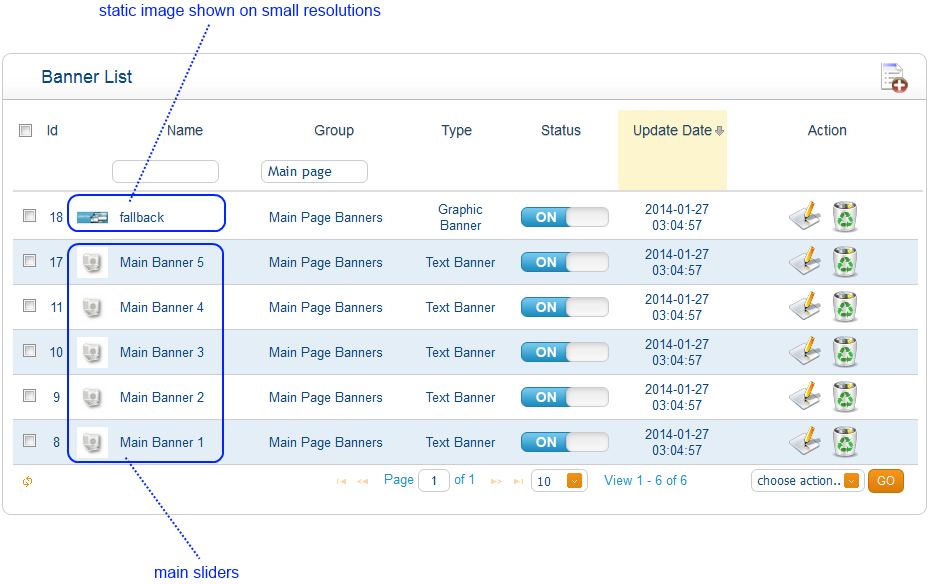 static image shown on small resolutions
Banner List
Id Name Group Type Status Update Date Action
Main page
18 fallback Main Page Banners Graphic Banner ON 2014-01-27 03:04:57
17 Main Banner 5 Main Page Banners Text Banner ON 2014-01-27 03:04:57
11 Main Banner 4 Main Page Banners Text Banner ON 2014-01-27 03:04:57
10 Main Banner 3 Main Page Banners Text Banner ON 2014-01-27 03:04:57
9 Main Banner 2 Main Page Banners Text Banner ON 2014-01-27 03:04:57
8 Main Banner 1 Main Page Banners Text Banner ON 2014-01-27 03:04:57
Page 1 of 1 10 View 1 - 6 of 6 choose action.. GO
main sliders